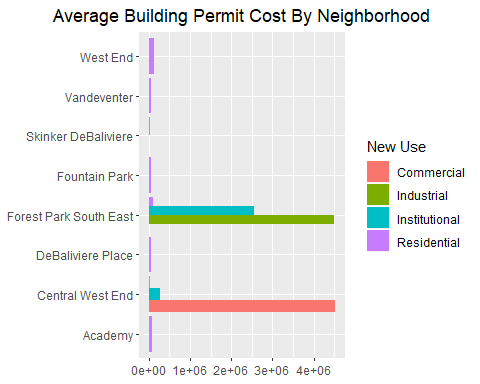 Average Building Permit Cost By Neighborhood
West End
Vandeventer
Skinker DeBaliviere
Fountain Park
Forest Park South East
DeBaliviere Place
Central West End
Academy
0e+00 1e+06 2e+06 3e+06 4e+06
New Use
Commercial
Industrial
Institutional
Residential